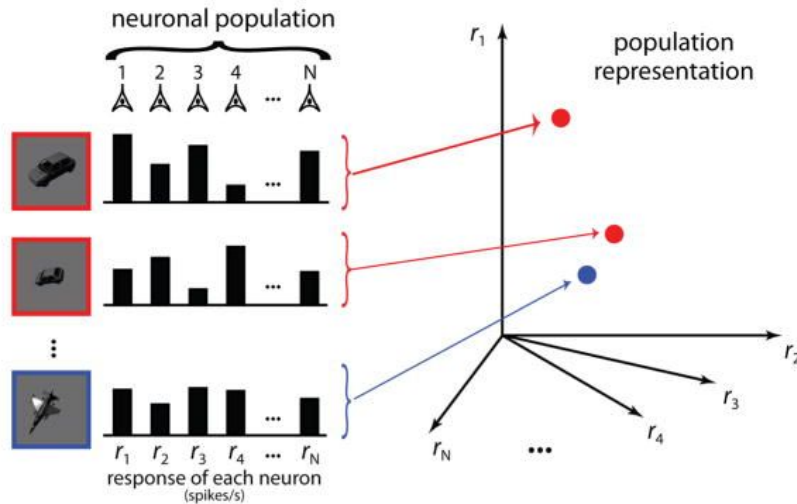 neuronal population
1 2 3 4 ... N
...
...
...
r1 r2 r3 r4 ... rN
response of each neuron
(spikes/s)
r1
population
representation
r2
r3
r4
rN
...